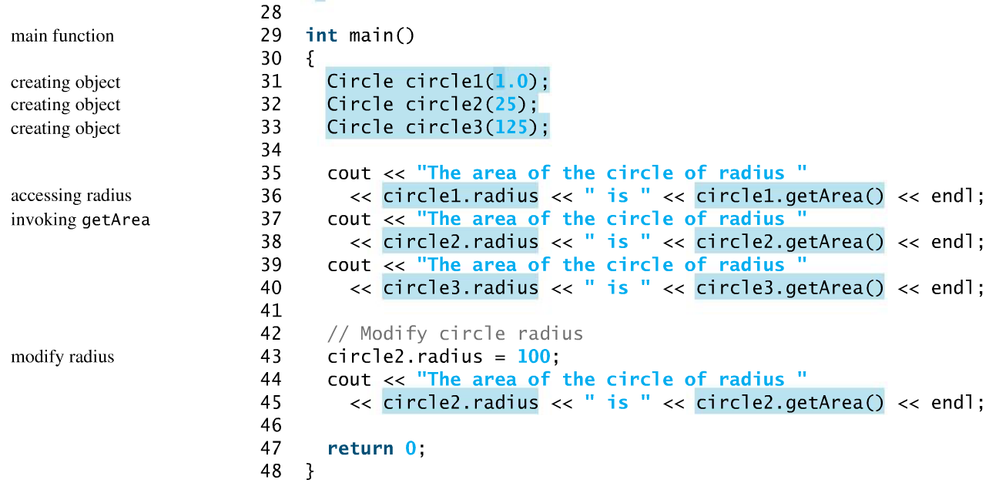 28
main function 29 int main()
30 {
creating object 31 Circle circle1(1.0);
creating object 32 Circle circle2(25);
creating object 33 Circle circle3(125);
34
35 cout << "The area of the circle of radius "
accessing radius 36 << circle1.radius << " is " << circle1.getArea() << endl;
invoking getArea 37 cout << "The area of the circle of radius "
38 << circle2.radius << " is " << circle2.getArea() << endl;
39 cout << "The area of the circle of radius "
40 << circle3.radius << " is " << circle3.getArea() << endl;
41
42 // Modify circle radius
modify radius 43 circle2.radius = 100;
44 cout << "The area of the circle of radius "
45 << circle2.radius << " is " << circle2.getArea() << endl;
46
47 return 0;
48 }